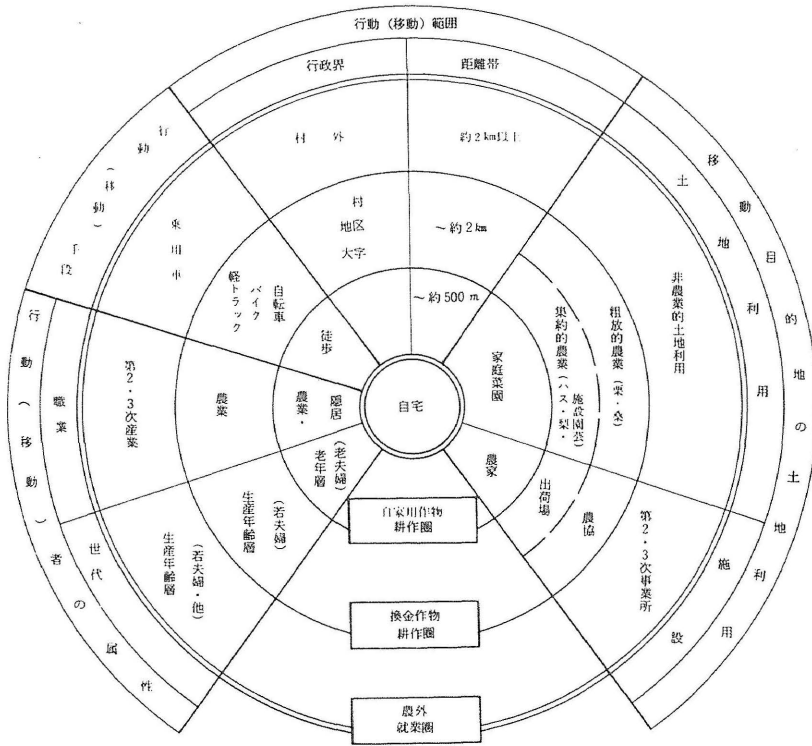 行動（移動）範囲
行政界
距離帯
村外
約2km以上
村
地区
大字
～約2km
～約500m
行動（移動）手段
乗用車
自転車
バイク
軽トラック
徒歩
行動（移動）者の属性
職業
第2・3次産業
農業
隠居
農業・
世代
生産年齢層
（若夫婦・他）
生産年齢層
（若夫婦）
老年層
（老夫婦）
自宅
移動目的地の土地利用
土地利用
非農業的土地利用
粗放的農業（栗・桑）
集約的農業（ハス・梨・
施設園芸）
家庭菜園
施設
第2・3次事業所
農協
出荷場
農家
自家用作物
耕作圏
換金作物
耕作圏
農外
就業圏